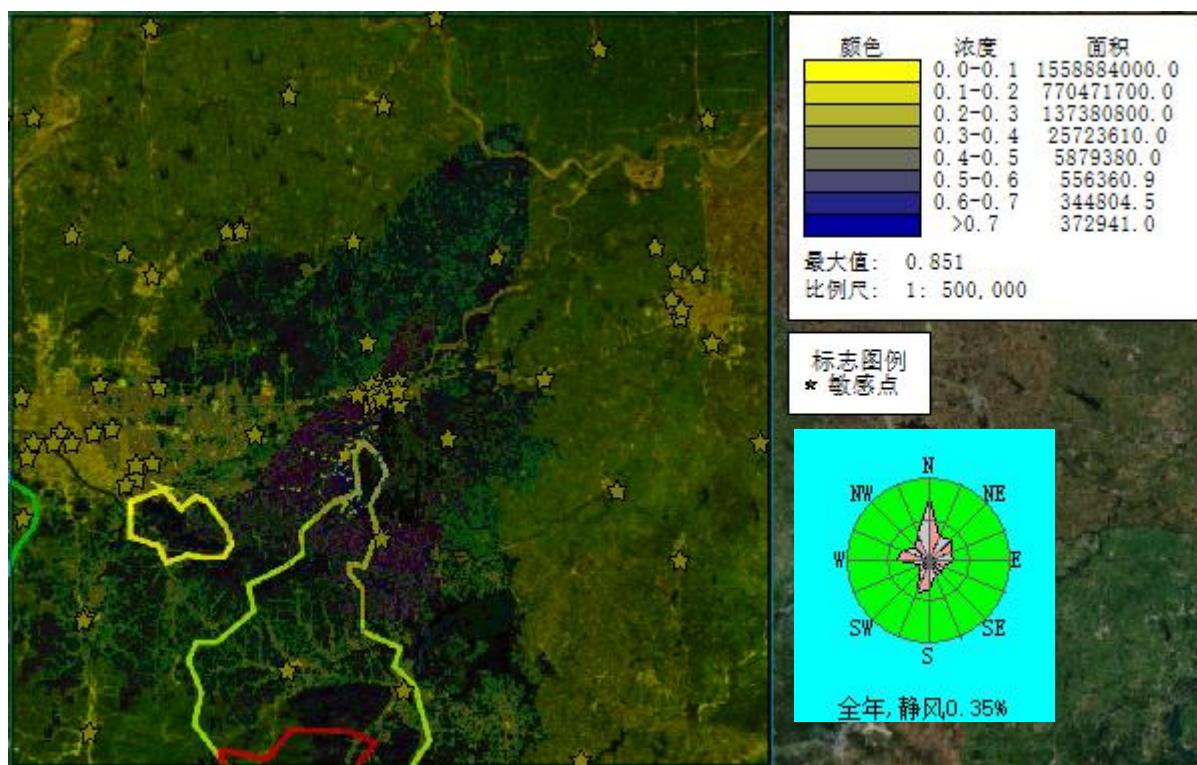 颜色 浓度 面积
0.0-0.1 1558884000.0
0.1-0.2 770471700.0
0.2-0.3 137380800.0
0.3-0.4 25723610.0
0.4-0.5 5879380.0
0.5-0.6 556360.9
0.6-0.7 344804.5
>0.7 372941.0
最大值: 0.851
比例尺: 1: 500,000
标志图例
* 敏感点
N
NW NE
W E
SW SE
S
全年,静风0.35%